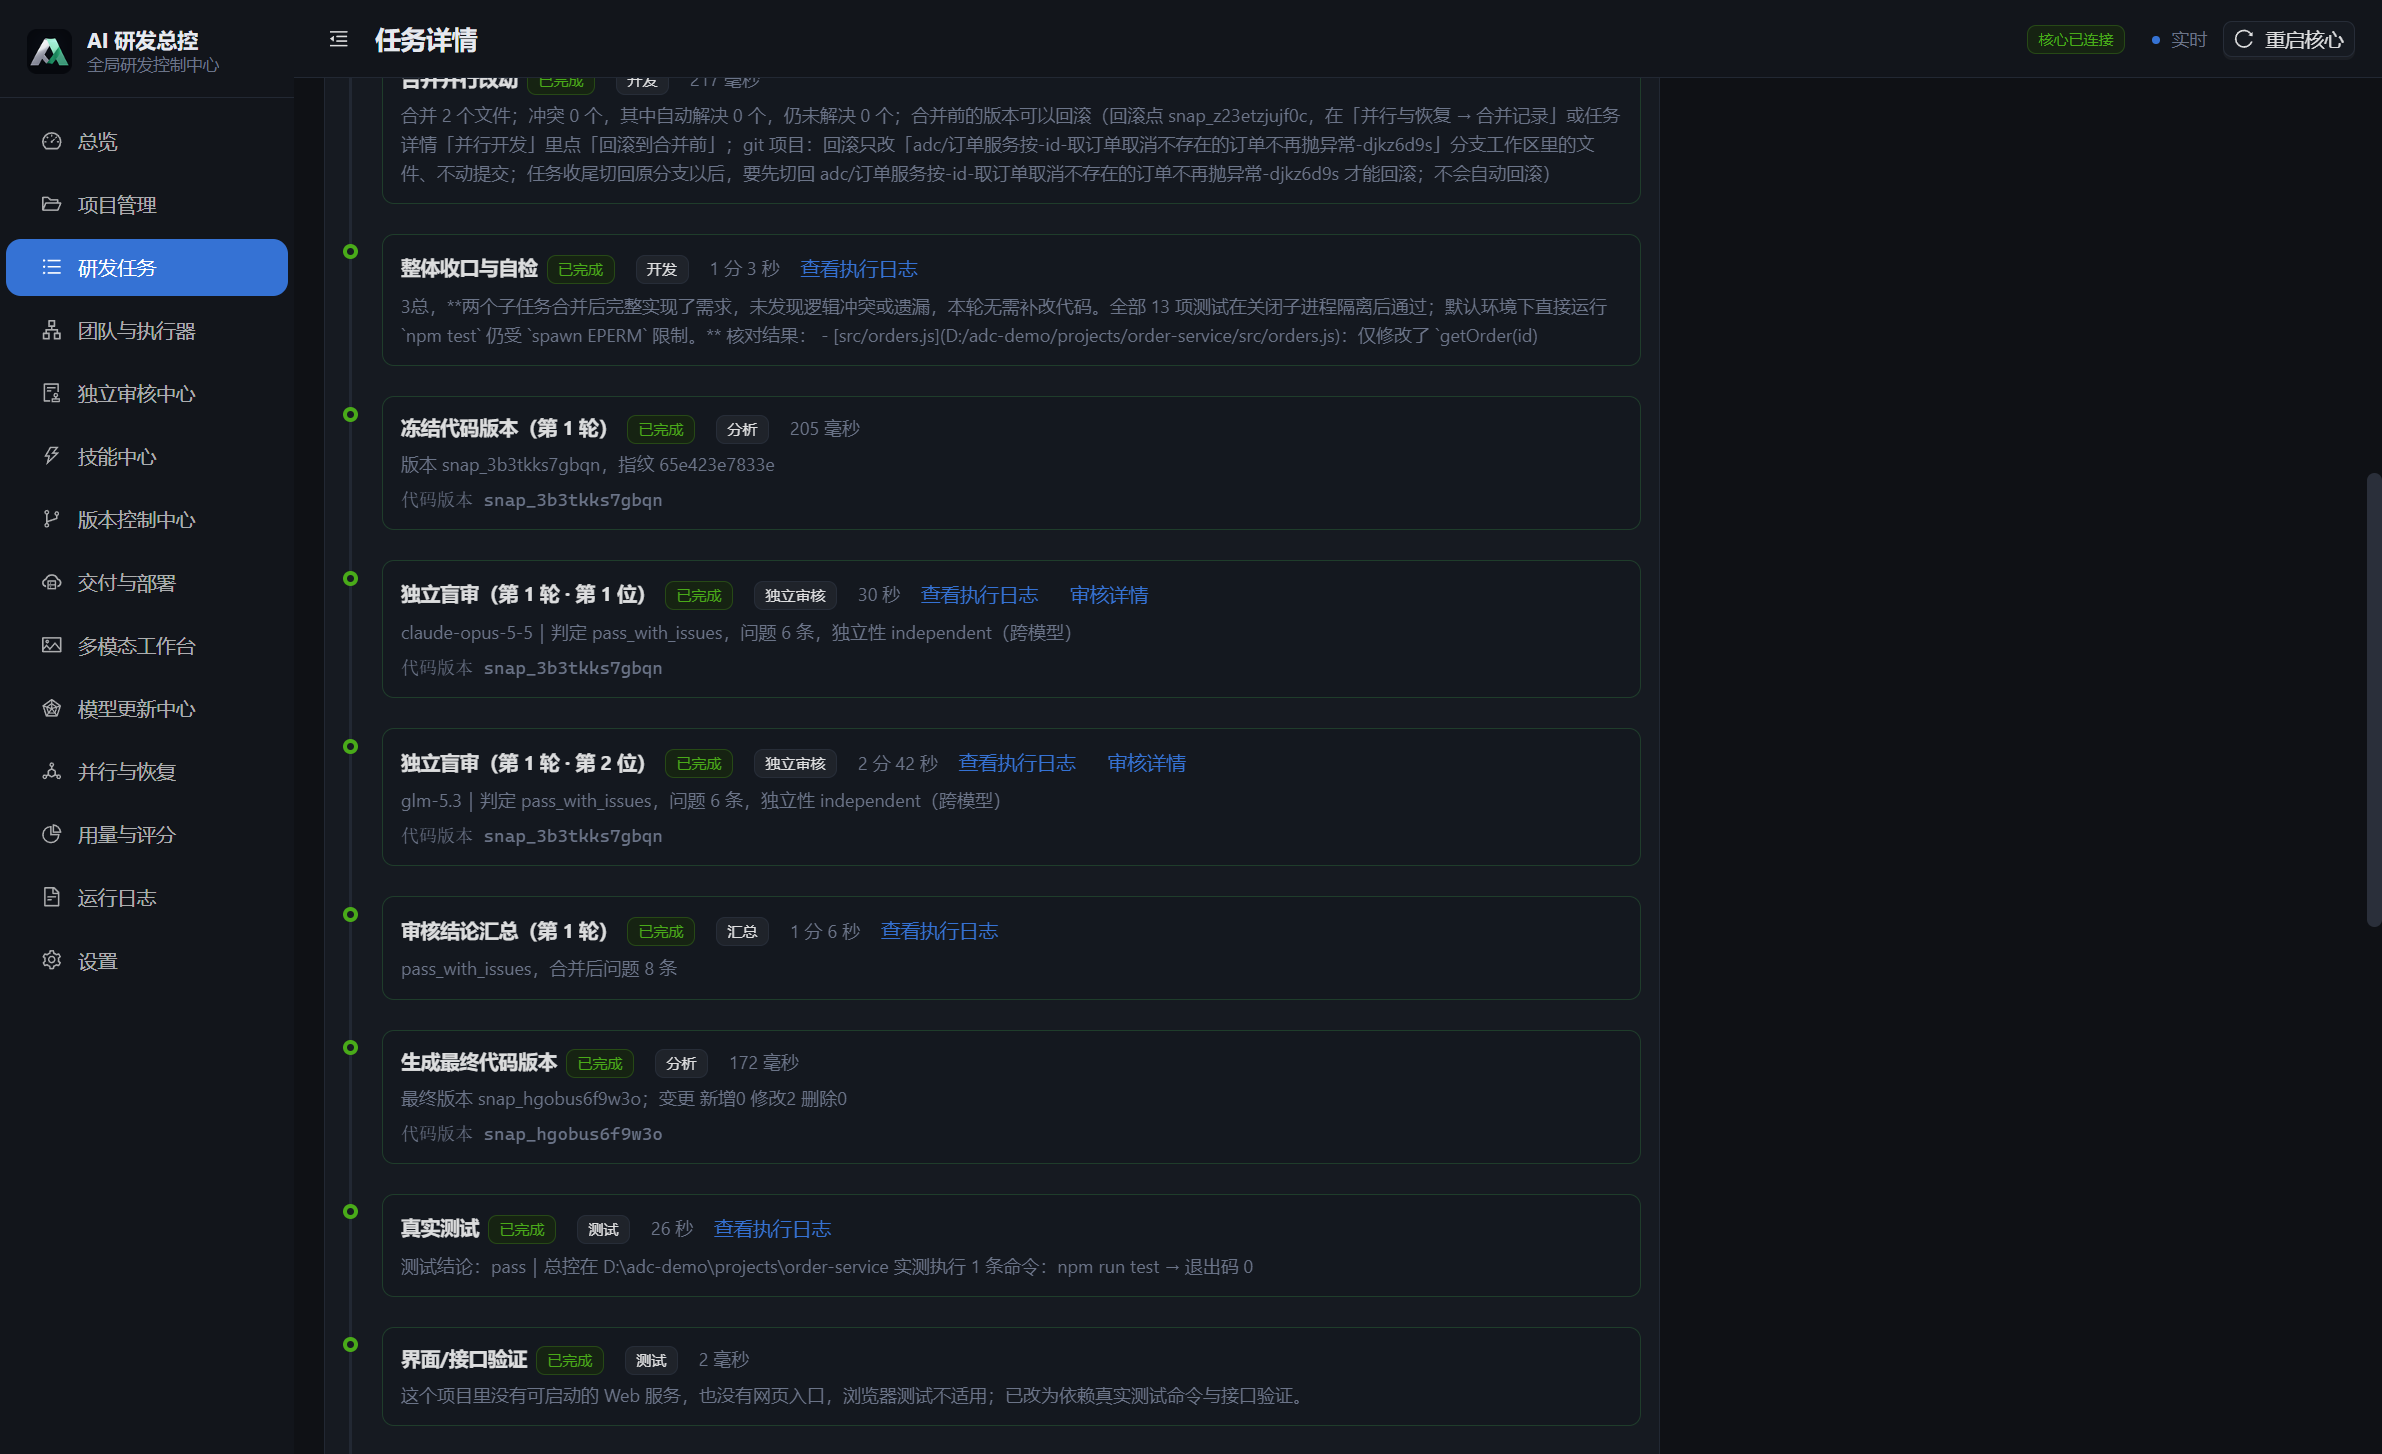 AI 研发总控
全局研发控制中心
总览
项目管理
研发任务
团队与执行器
独立审核中心
技能中心
版本控制中心
交付与部署
多模态工作台
模型更新中心
并行与恢复
用量与评分
运行日志
设置
任务详情
核心已连接 实时 重启核心
合并并行改动 已完成 开发 217 毫秒
合并 2 个文件；冲突 0 个，其中自动解决 0 个，仍未解决 0 个；合并前的版本可以回滚（回滚点 snap_z23etzjujf0c，在「并行与恢复 → 合并记录」或任务
详情「并行开发」里点「回滚到合并前」；git 项目：回滚只改「adc/订单服务按-id-取订单取消不存在的订单不再抛异常-djkz6d9s」分支工作区里的文
件、不动提交；任务收尾切回原分支以后，要先切回 adc/订单服务按-id-取订单取消不存在的订单不再抛异常-djkz6d9s 才能回滚；不会自动回滚）
整体收口与自检 已完成 开发 1 分 3 秒 查看执行日志
3总，**两个子任务合并后完整实现了需求，未发现逻辑冲突或遗漏，本轮无需补改代码。全部 13 项测试在关闭子进程隔离后通过；默认环境下直接运行
`npm test` 仍受 `spawn EPERM` 限制。** 核对结果： - [src/orders.js](D:/adc-demo/projects/order-service/src/orders.js)：仅修改了 `getOrder(id)
冻结代码版本（第 1 轮） 已完成 分析 205 毫秒
版本 snap_3b3tkks7gbqn，指纹 65e423e7833e
代码版本 snap_3b3tkks7gbqn
独立盲审（第 1 轮 · 第 1 位） 已完成 独立审核 30 秒 查看执行日志 审核详情
claude-opus-5-5 | 判定 pass_with_issues，问题 6 条，独立性 independent（跨模型）
代码版本 snap_3b3tkks7gbqn
独立盲审（第 1 轮 · 第 2 位） 已完成 独立审核 2 分 42 秒 查看执行日志 审核详情
glm-5.3 | 判定 pass_with_issues，问题 6 条，独立性 independent（跨模型）
代码版本 snap_3b3tkks7gbqn
审核结论汇总（第 1 轮） 已完成 汇总 1 分 6 秒 查看执行日志
pass_with_issues，合并后问题 8 条
生成最终代码版本 已完成 分析 172 毫秒
最终版本 snap_hgobus6f9w3o；变更 新增0 修改2 删除0
代码版本 snap_hgobus6f9w3o
真实测试 已完成 测试 26 秒 查看执行日志
测试结论：pass | 总控在 D:\adc-demo\projects\order-service 实测执行 1 条命令：npm run test → 退出码 0
界面/接口验证 已完成 测试 2 毫秒
这个项目里没有可启动的 Web 服务，也没有网页入口，浏览器测试不适用；已改为依赖真实测试命令与接口验证。